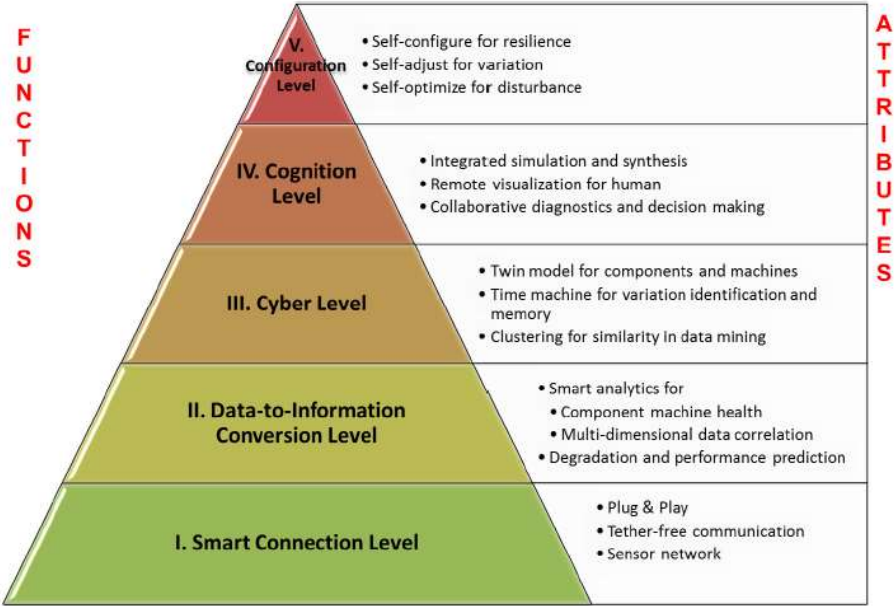 FUNCTIONS
ATTRIBUTES
V.
Configuration
Level
• Self-configure for resilience
• Self-adjust for variation
• Self-optimize for disturbance
IV. Cognition
Level
• Integrated simulation and synthesis
• Remote visualization for human
• Collaborative diagnostics and decision making
III. Cyber Level
• Twin model for components and machines
• Time machine for variation identification and
memory
• Clustering for similarity in data mining
II. Data-to-Information
Conversion Level
• Smart analytics for
• Component machine health
• Multi-dimensional data correlation
• Degradation and performance prediction
I. Smart Connection Level
• Plug & Play
• Tether-free communication
• Sensor network